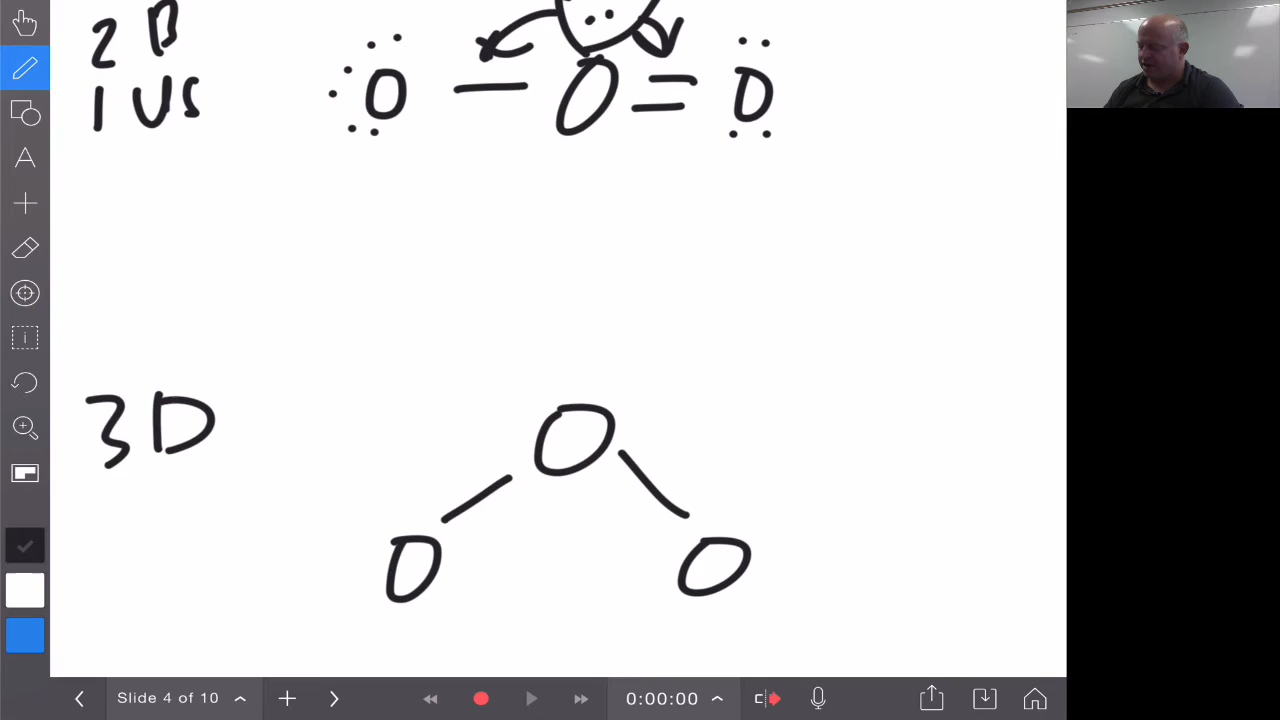 2 B
1 US
O — O = O
3D
O
O O
A
Slide 4 of 10
0:00:00